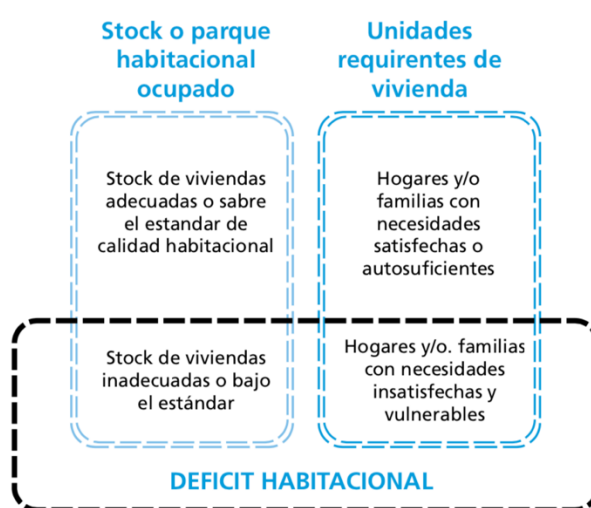 Stock o parque
habitacional
ocupado
Unidades
requirentes de
vivienda
Stock de viviendas
adecuadas o sabre
el estandar de
calidad habitacional
Hogares y/o
familias con
necesidades
satisfechas o
autosuficientes
Stock de viviendas
inadecuadas o bajo
el estándar
Hogares y/o. familias
con necesidades
insatisfechas y
vulnerables
DEFICIT HABITACIONAL